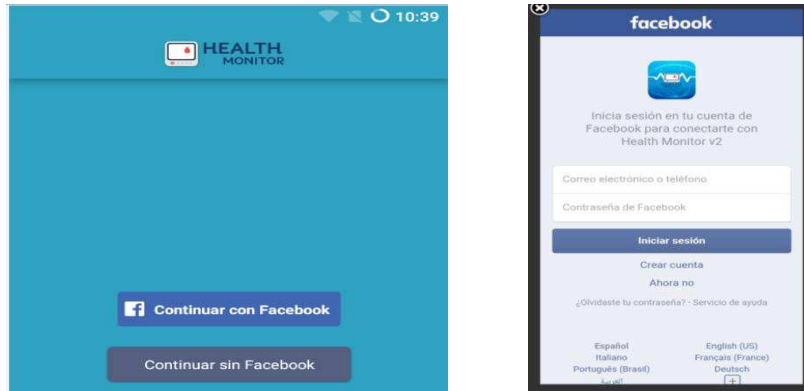 10:39
HEALTH
MONITOR
Continuar con Facebook
Continuar sin Facebook
facebook
Inicia sesión en tu cuenta de
Facebook para conectarte con
Health Monitor v2
Correo electrónico o teléfono
Contraseña de Facebook
Iniciar sesión
Crear cuenta
Ahora no
¿Olvidaste tu contraseña? · Servicio de ayuda
Español English (US)
Italiano Français (France)
Português (Brasil) Deutsch
العربية